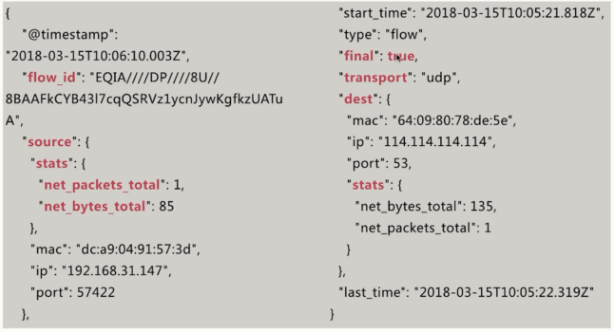 {
"@timestamp":
"2018-03-15T10:06:10.003Z",
"flow_id": "EQIA////DP////8U//
8BAAFkCYB43l7cqQSRVz1ycnJywKgfkzUATu
A",
"source": {
"stats": {
"net_packets_total": 1,
"net_bytes_total": 85
},
"mac": "dc:a9:04:91:57:3d",
"ip": "192.168.31.147",
"port": 57422
},
"start_time": "2018-03-15T10:05:21.818Z",
"type": "flow",
"final": true,
"transport": "udp",
"dest": {
"mac": "64:09:80:78:de:5e",
"ip": "114.114.114.114",
"port": 53,
"stats": {
"net_bytes_total": 135,
"net_packets_total": 1
}
},
"last_time": "2018-03-15T10:05:22.319Z"
}